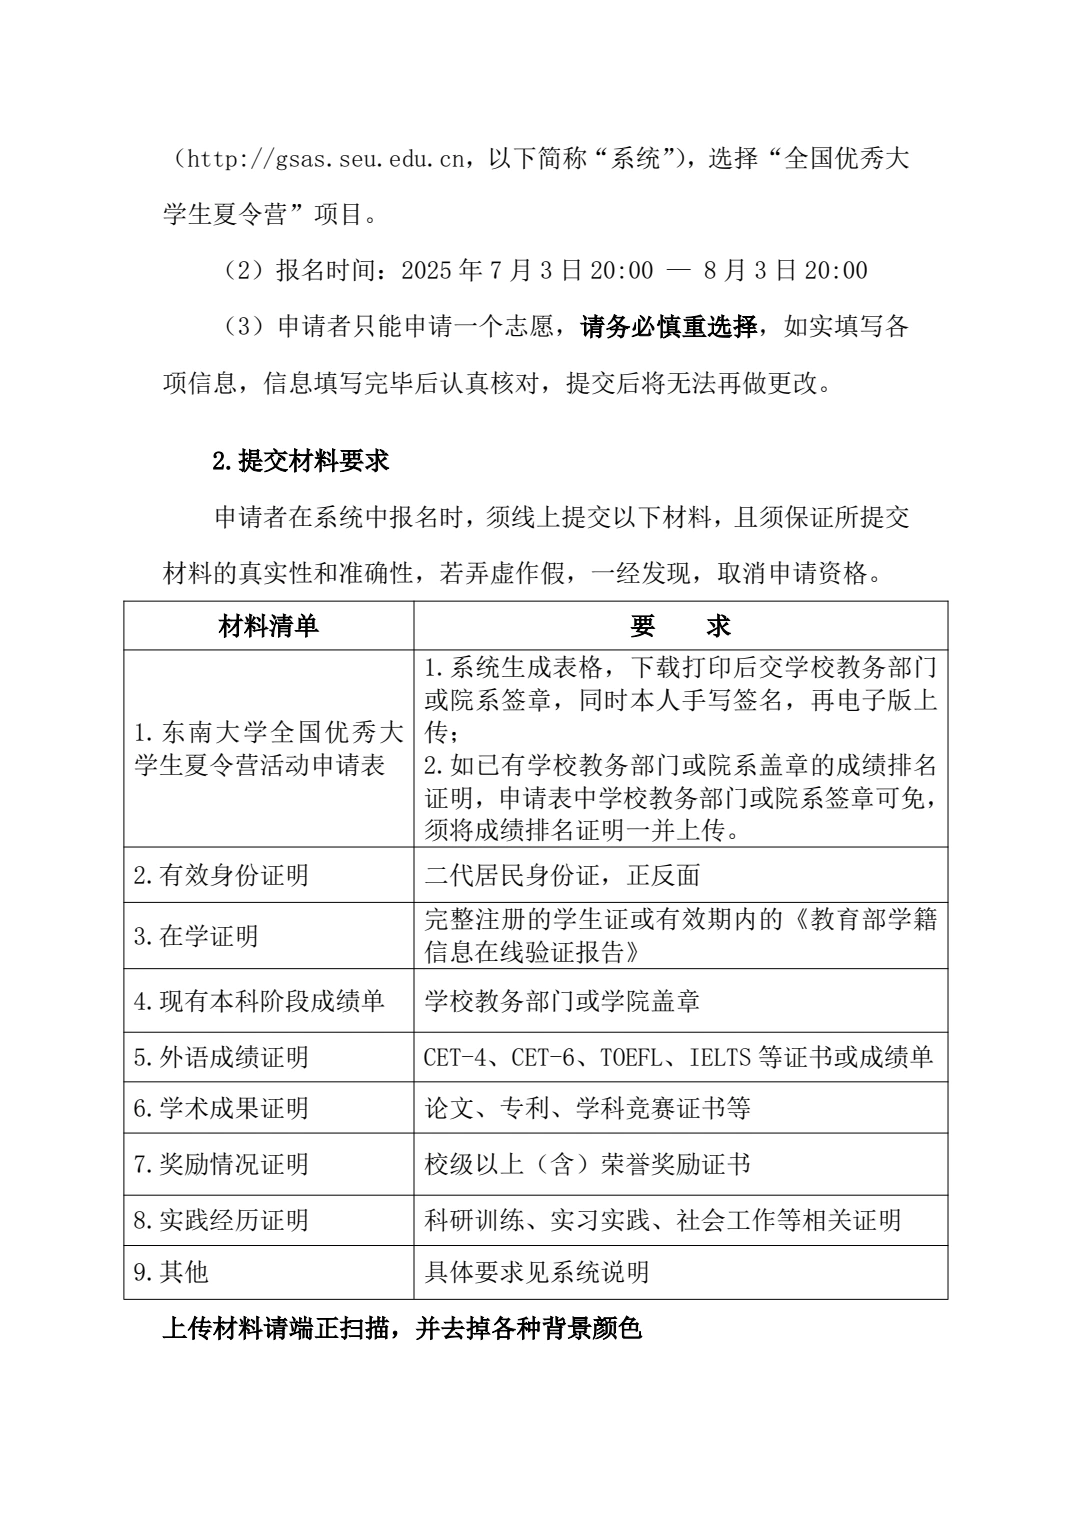 （http://gsas.seu.edu.cn，以下简称“系统”），选择“全国优秀大
学生夏令营”项目。
（2）报名时间：2025 年 7 月 3 日 20:00 — 8 月 3 日 20:00
（3）申请者只能申请一个志愿，请务必慎重选择，如实填写各
项信息，信息填写完毕后认真核对，提交后将无法再做更改。
2.提交材料要求
申请者在系统中报名时，须线上提交以下材料，且须保证所提交
材料的真实性和准确性，若弄虚作假，一经发现，取消申请资格。
材料清单
要 求
1.东南大学全国优秀大
学生夏令营活动申请表
1.系统生成表格，下载打印后交学校教务部门
或院系签章，同时本人手写签名，再电子版上
传；
2.如已有学校教务部门或院系盖章的成绩排名
证明，申请表中学校教务部门或院系签章可免，
须将成绩排名证明一并上传。
2.有效身份证明
二代居民身份证，正反面
3.在学证明
完整注册的学生证或有效期内的《教育部学籍
信息在线验证报告》
4.现有本科阶段成绩单
学校教务部门或学院盖章
5.外语成绩证明
CET-4、CET-6、TOEFL、IELTS 等证书或成绩单
6.学术成果证明
论文、专利、学科竞赛证书等
7.奖励情况证明
校级以上（含）荣誉奖励证书
8.实践经历证明
科研训练、实习实践、社会工作等相关证明
9.其他
具体要求见系统说明
上传材料请端正扫描，并去掉各种背景颜色